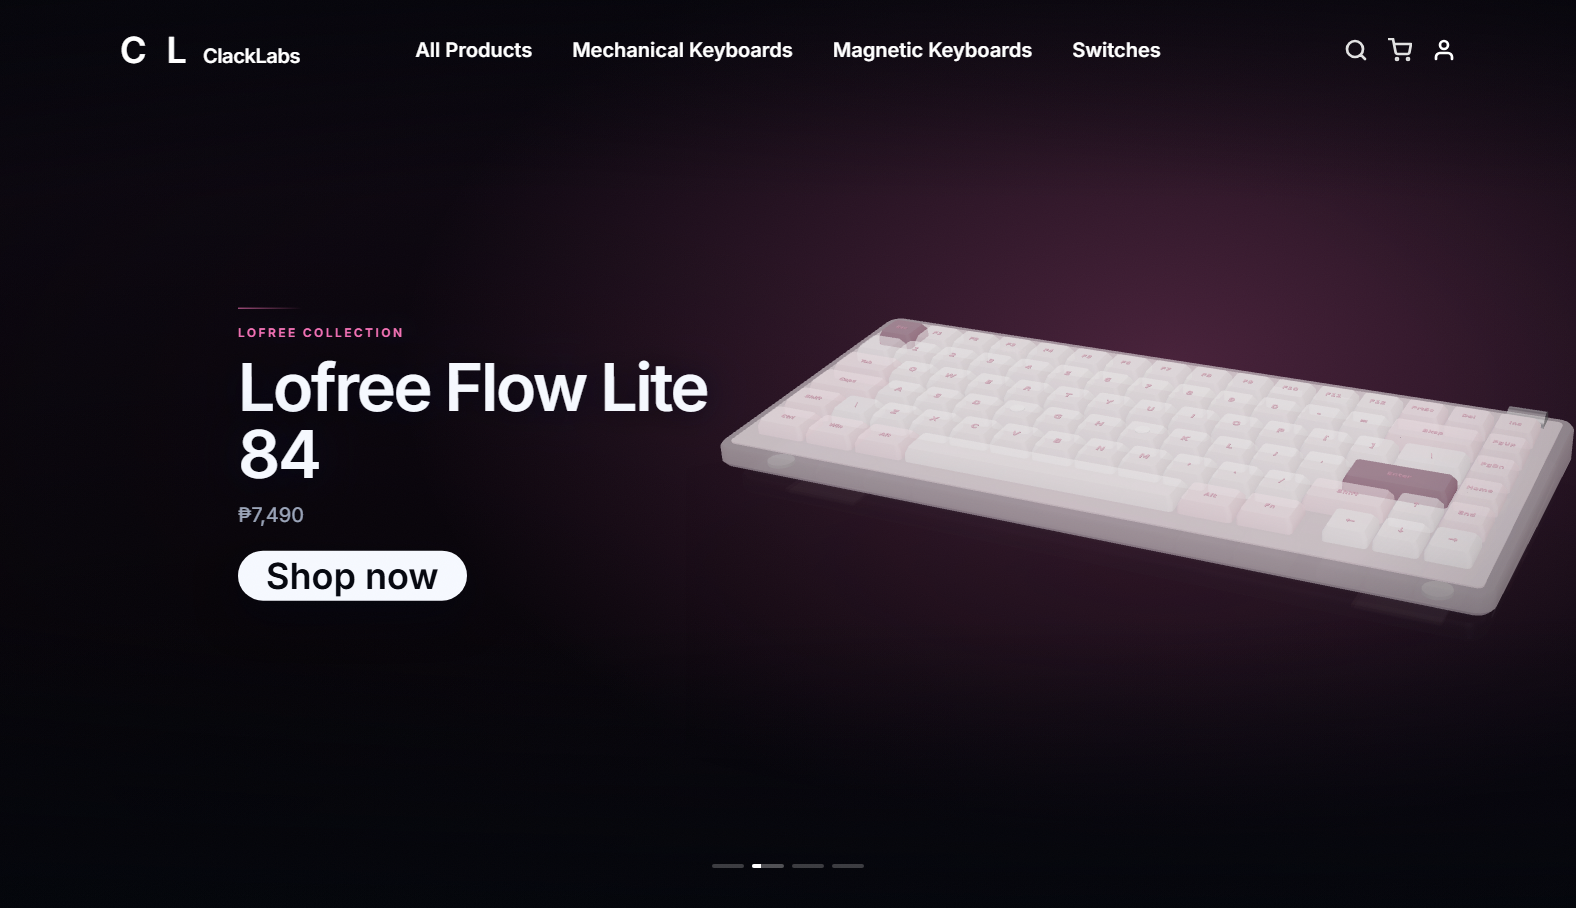 C L ClackLabs
All Products Mechanical Keyboards Magnetic Keyboards Switches
LOFREE COLLECTION
Lofree Flow Lite
84
₱7,490
Shop now